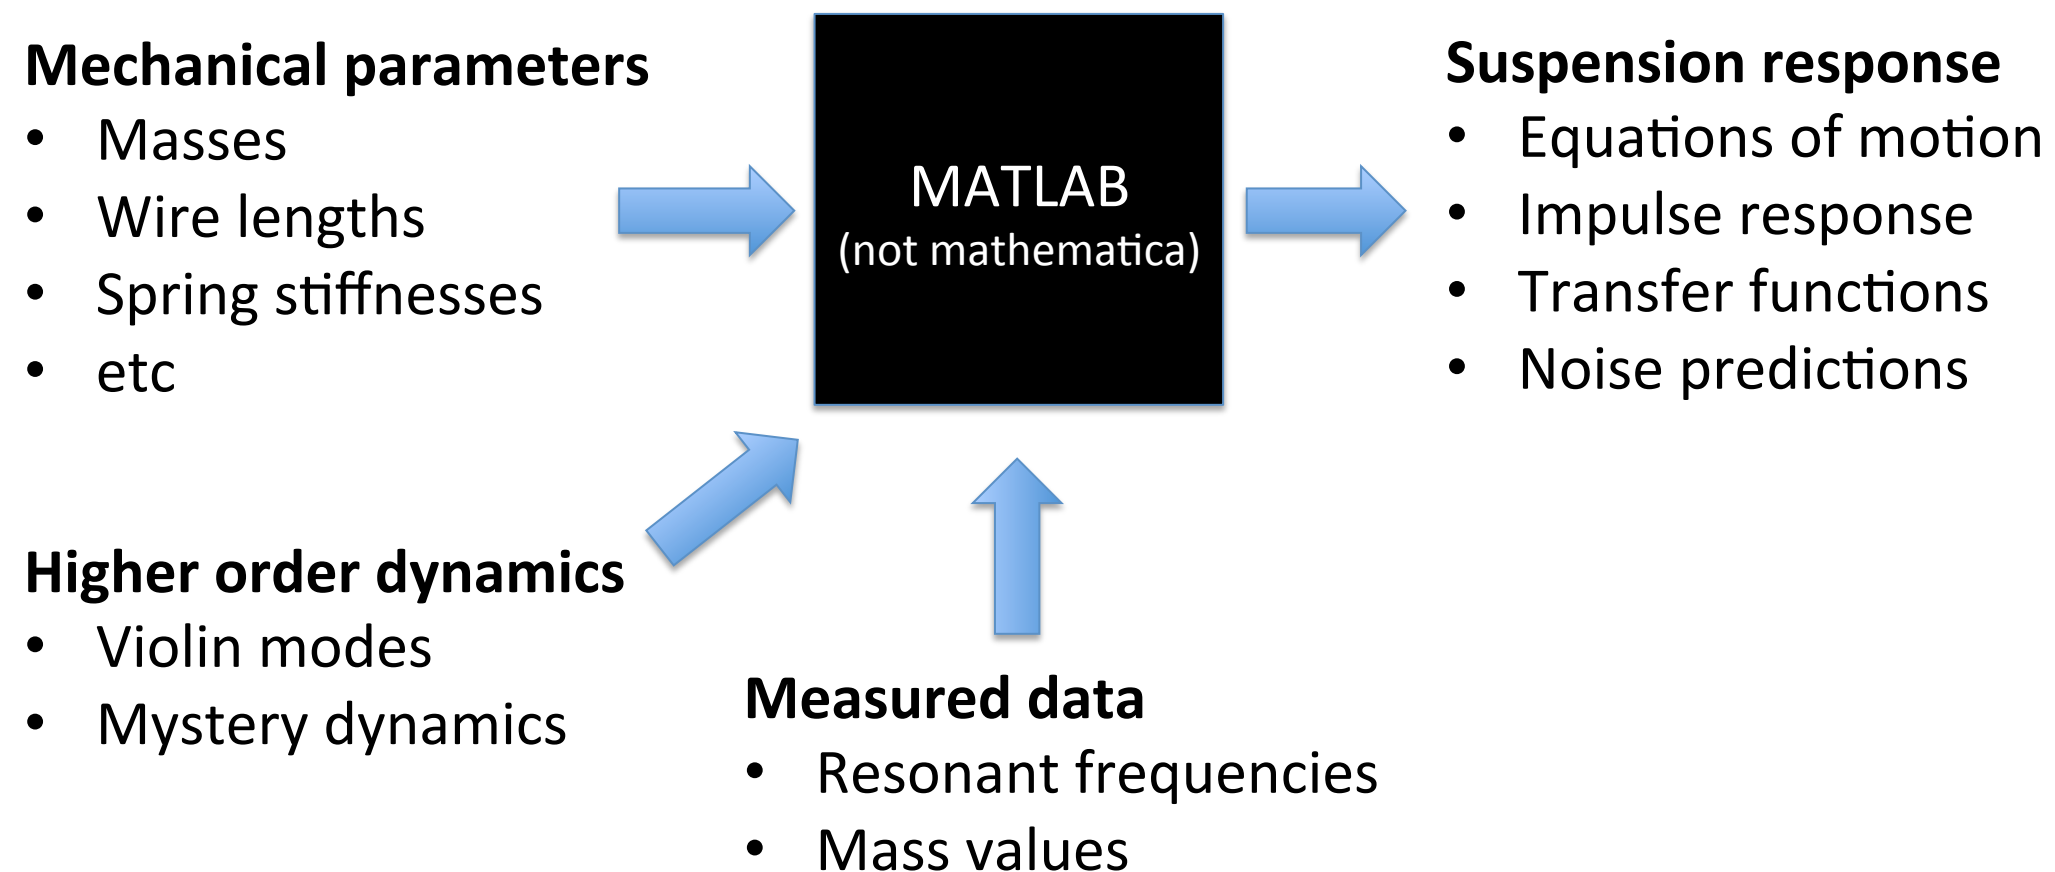 Mechanical parameters
• Masses
• Wire lengths
• Spring stiffnesses
• etc
MATLAB
(not mathematica)
Suspension response
• Equations of motion
• Impulse response
• Transfer functions
• Noise predictions
Higher order dynamics
• Violin modes
• Mystery dynamics
Measured data
• Resonant frequencies
• Mass values